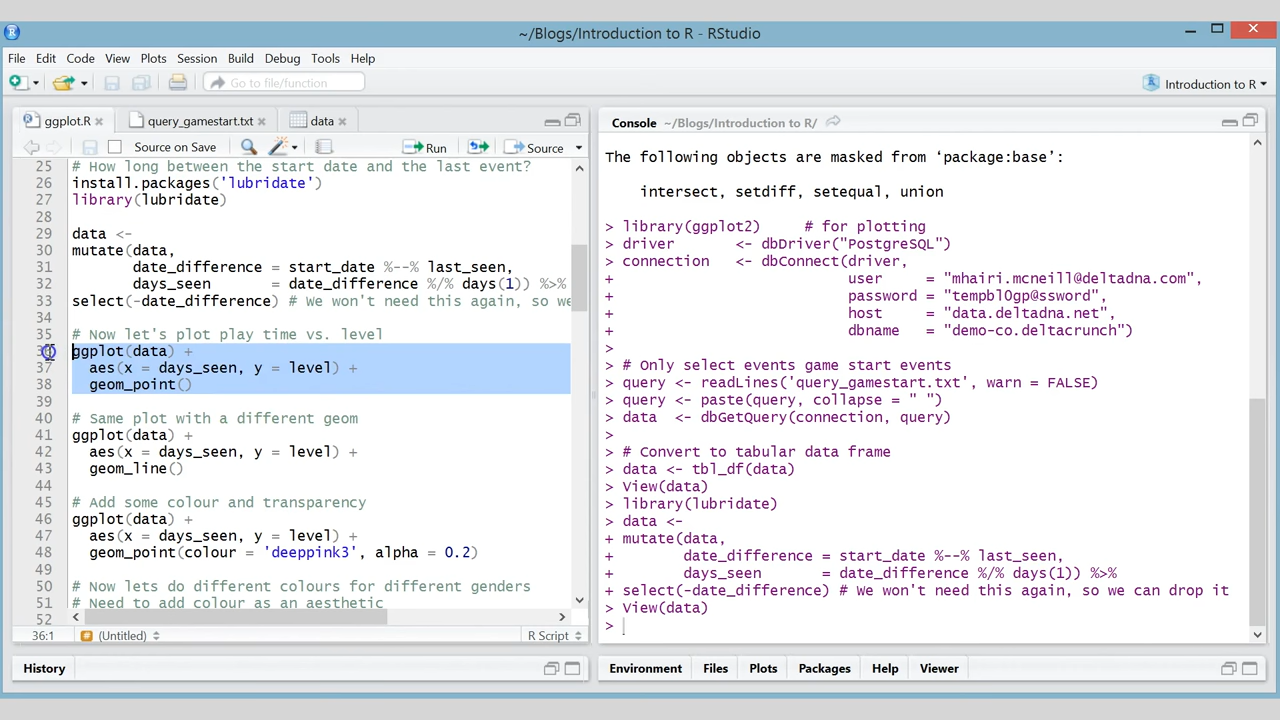 ~/Blogs/Introduction to R - RStudio
File Edit Code View Plots Session Build Debug Tools Help
Go to file/function
Introduction to R
ggplot.R
query_gamestart.txt
data
Source on Save
Run
Source
25 # How long between the start date and the last event?
26 install.packages('lubridate')
27 library(lubridate)
28
29 data <-
30 mutate(data,
31 date_difference = start_date %--% last_seen,
32 days_seen = date_difference %/% days(1)) %>%
33 select(-date_difference) # We won't need this again, so we
34
35 # Now let's plot play time vs. level
ggplot(data) +
37 aes(x = days_seen, y = level) +
38 geom_point()
39
40 # Same plot with a different geom
41 ggplot(data) +
42 aes(x = days_seen, y = level) +
43 geom_line()
44
45 # Add some colour and transparency
46 ggplot(data) +
47 aes(x = days_seen, y = level) +
48 geom_point(colour = 'deeppink3', alpha = 0.2)
49
50 # Now lets do different colours for different genders
51 # Need to add colour as an aesthetic
52
36:1 # (Untitled) R Script
History
Console ~/Blogs/Introduction to R/
The following objects are masked from ‘package:base’:
intersect, setdiff, setequal, union
> library(ggplot2) # for plotting
> driver <- dbDriver("PostgreSQL")
> connection <- dbConnect(driver,
+ user = "mhairi.mcneill@deltadna.com",
+ password = "tempbl0gp@ssword",
+ host = "data.deltadna.net",
+ dbname = "demo-co.deltacrunch")
>
> # Only select events game start events
> query <- readLines('query_gamestart.txt', warn = FALSE)
> query <- paste(query, collapse = " ")
> data <- dbGetQuery(connection, query)
>
> # Convert to tabular data frame
> data <- tbl_df(data)
> View(data)
> library(lubridate)
> data <-
+ mutate(data,
+ date_difference = start_date %--% last_seen,
+ days_seen = date_difference %/% days(1)) %>%
+ select(-date_difference) # We won't need this again, so we can drop it
> View(data)
>
Environment Files Plots Packages Help Viewer